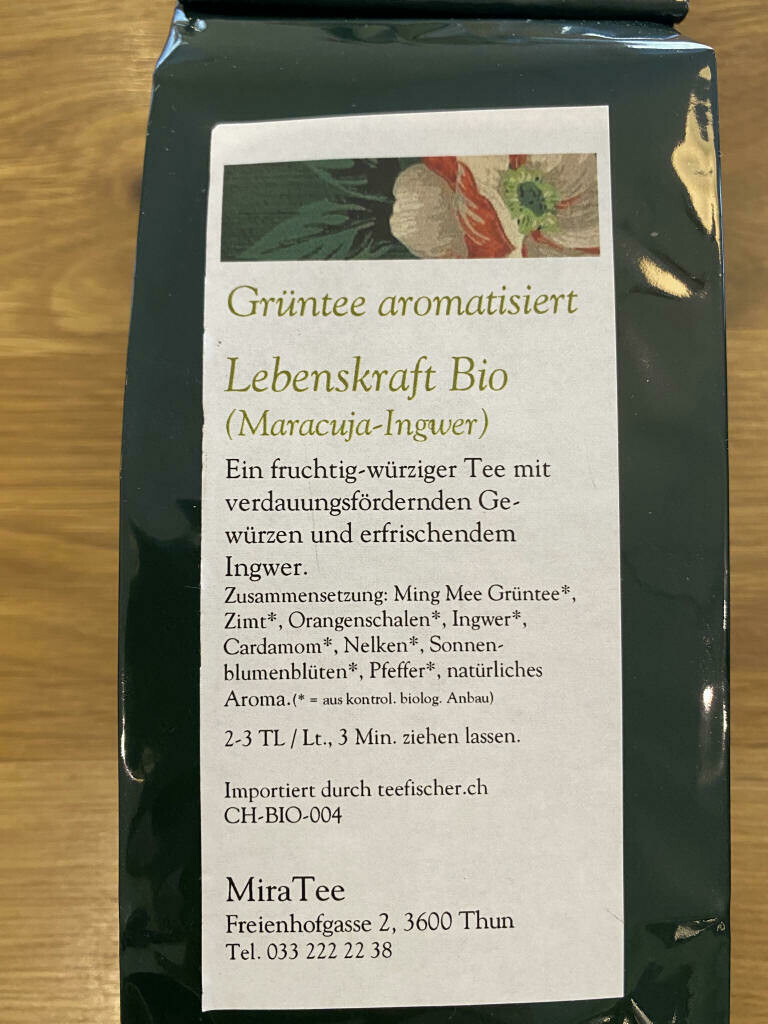 Grüntee aromatisiert
Lebenskraft Bio
(Maracuja-Ingwer)
Ein fruchtig-würziger Tee mit
verdauungsfördernden Ge-
würzen und erfrischendem
Ingwer.
Zusammensetzung: Ming Mee Grüntee*,
Zimt*, Orangenschalen*, Ingwer*,
Cardamom*, Nelken*, Sonnen-
blumenblüten*, Pfeffer*, natürliches
Aroma.(* = aus kontrol. biolog. Anbau)
2-3 TL / Lt., 3 Min. ziehen lassen.
Importiert durch teefischer.ch
CH-BIO-004
MiraTee
Freienhofgasse 2, 3600 Thun
Tel. 033 222 22 38